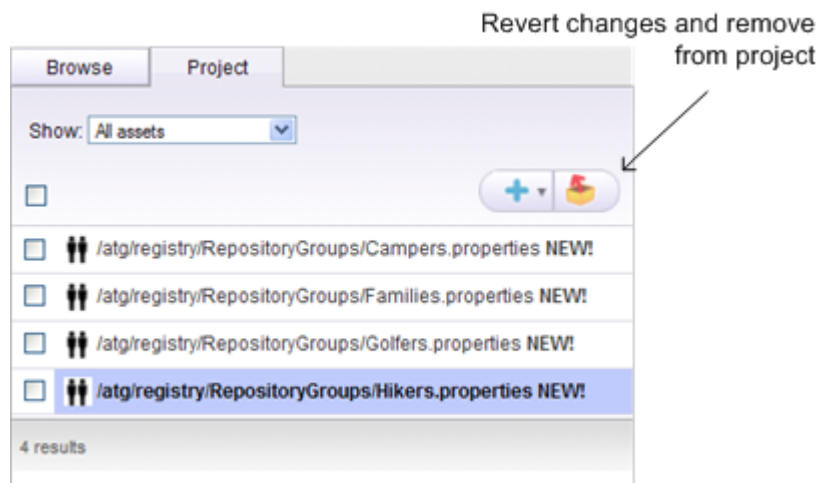 Revert changes and remove
from project
Browse
Project
Show: All assets
/atg/registry/RepositoryGroups/Campers.properties NEW!
/atg/registry/RepositoryGroups/Families.properties NEW!
/atg/registry/RepositoryGroups/Golfers.properties NEW!
/atg/registry/RepositoryGroups/Hikers.properties NEW!
4 results